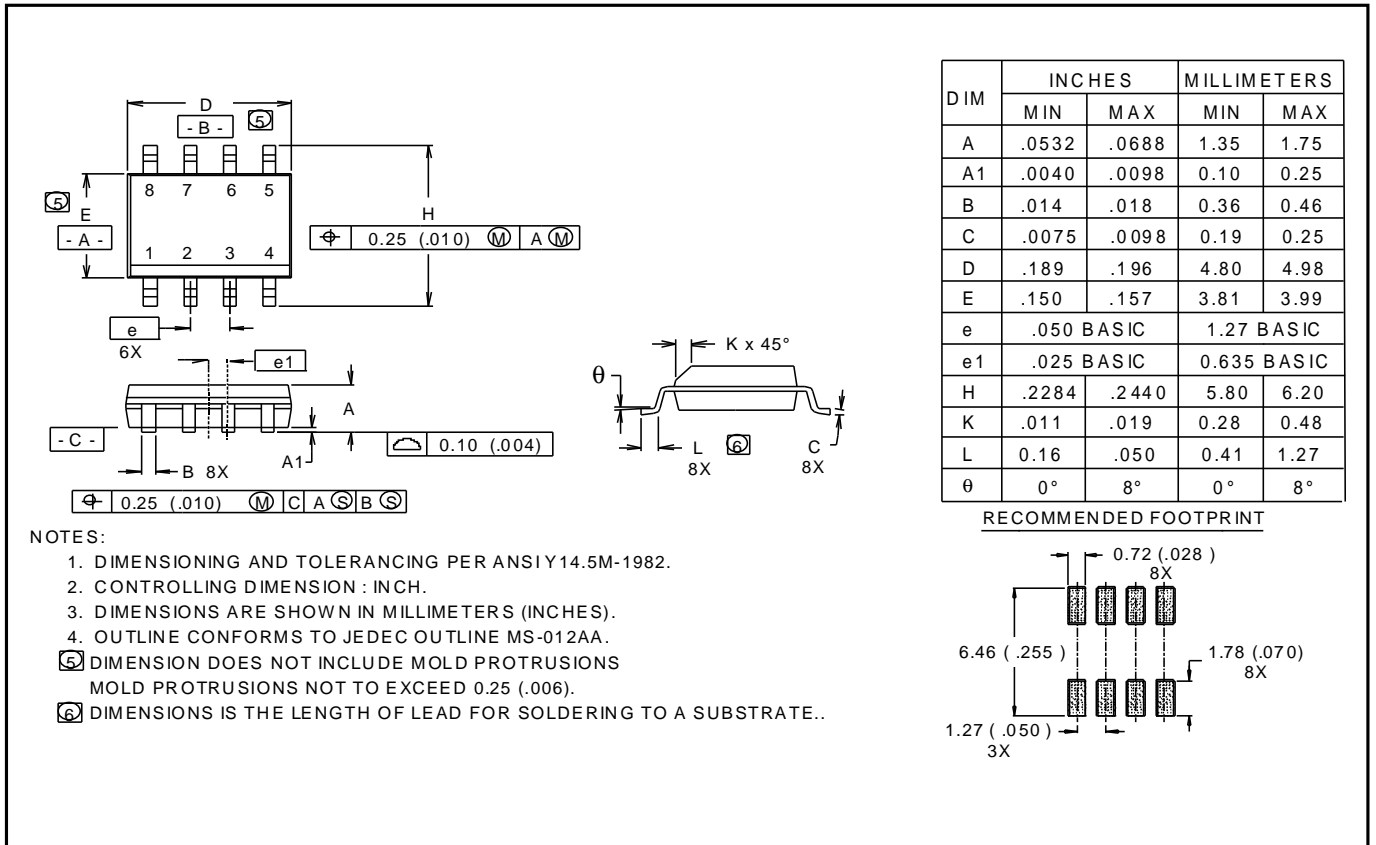 D
- B -
5
8 7 6 5
5
E
- A -
H
0.25 (.010) M A M
1 2 3 4
e
6X
e1
A
- C -
A1
B 8X
0.10 (.004)
0.25 (.010) M C A S B S
K x 45°
θ
L
8X
6
C
8X
DIM INCHES MILLIMETERS
MIN MAX MIN MAX
A .0532 .0688 1.35 1.75
A1 .0040 .0098 0.10 0.25
B .014 .018 0.36 0.46
C .0075 .0098 0.19 0.25
D .189 .196 4.80 4.98
E .150 .157 3.81 3.99
e .050 BASIC 1.27 BASIC
e1 .025 BASIC 0.635 BASIC
H .2284 .2440 5.80 6.20
K .011 .019 0.28 0.48
L 0.16 .050 0.41 1.27
θ 0° 8° 0° 8°
NOTES:
1. DIMENSIONING AND TOLERANCING PER ANSI Y14.5M-1982.
2. CONTROLLING DIMENSION : INCH.
3. DIMENSIONS ARE SHOWN IN MILLIMETERS (INCHES).
4. OUTLINE CONFORMS TO JEDEC OUTLINE MS-012AA.
5 DIMENSION DOES NOT INCLUDE MOLD PROTRUSIONS
MOLD PROTRUSIONS NOT TO EXCEED 0.25 (.006).
6 DIMENSIONS IS THE LENGTH OF LEAD FOR SOLDERING TO A SUBSTRATE..
RECOMMENDED FOOTPRINT
0.72 (.028 )
8X
6.46 ( .255 )
1.78 (.070)
8X
1.27 ( .050 )
3X